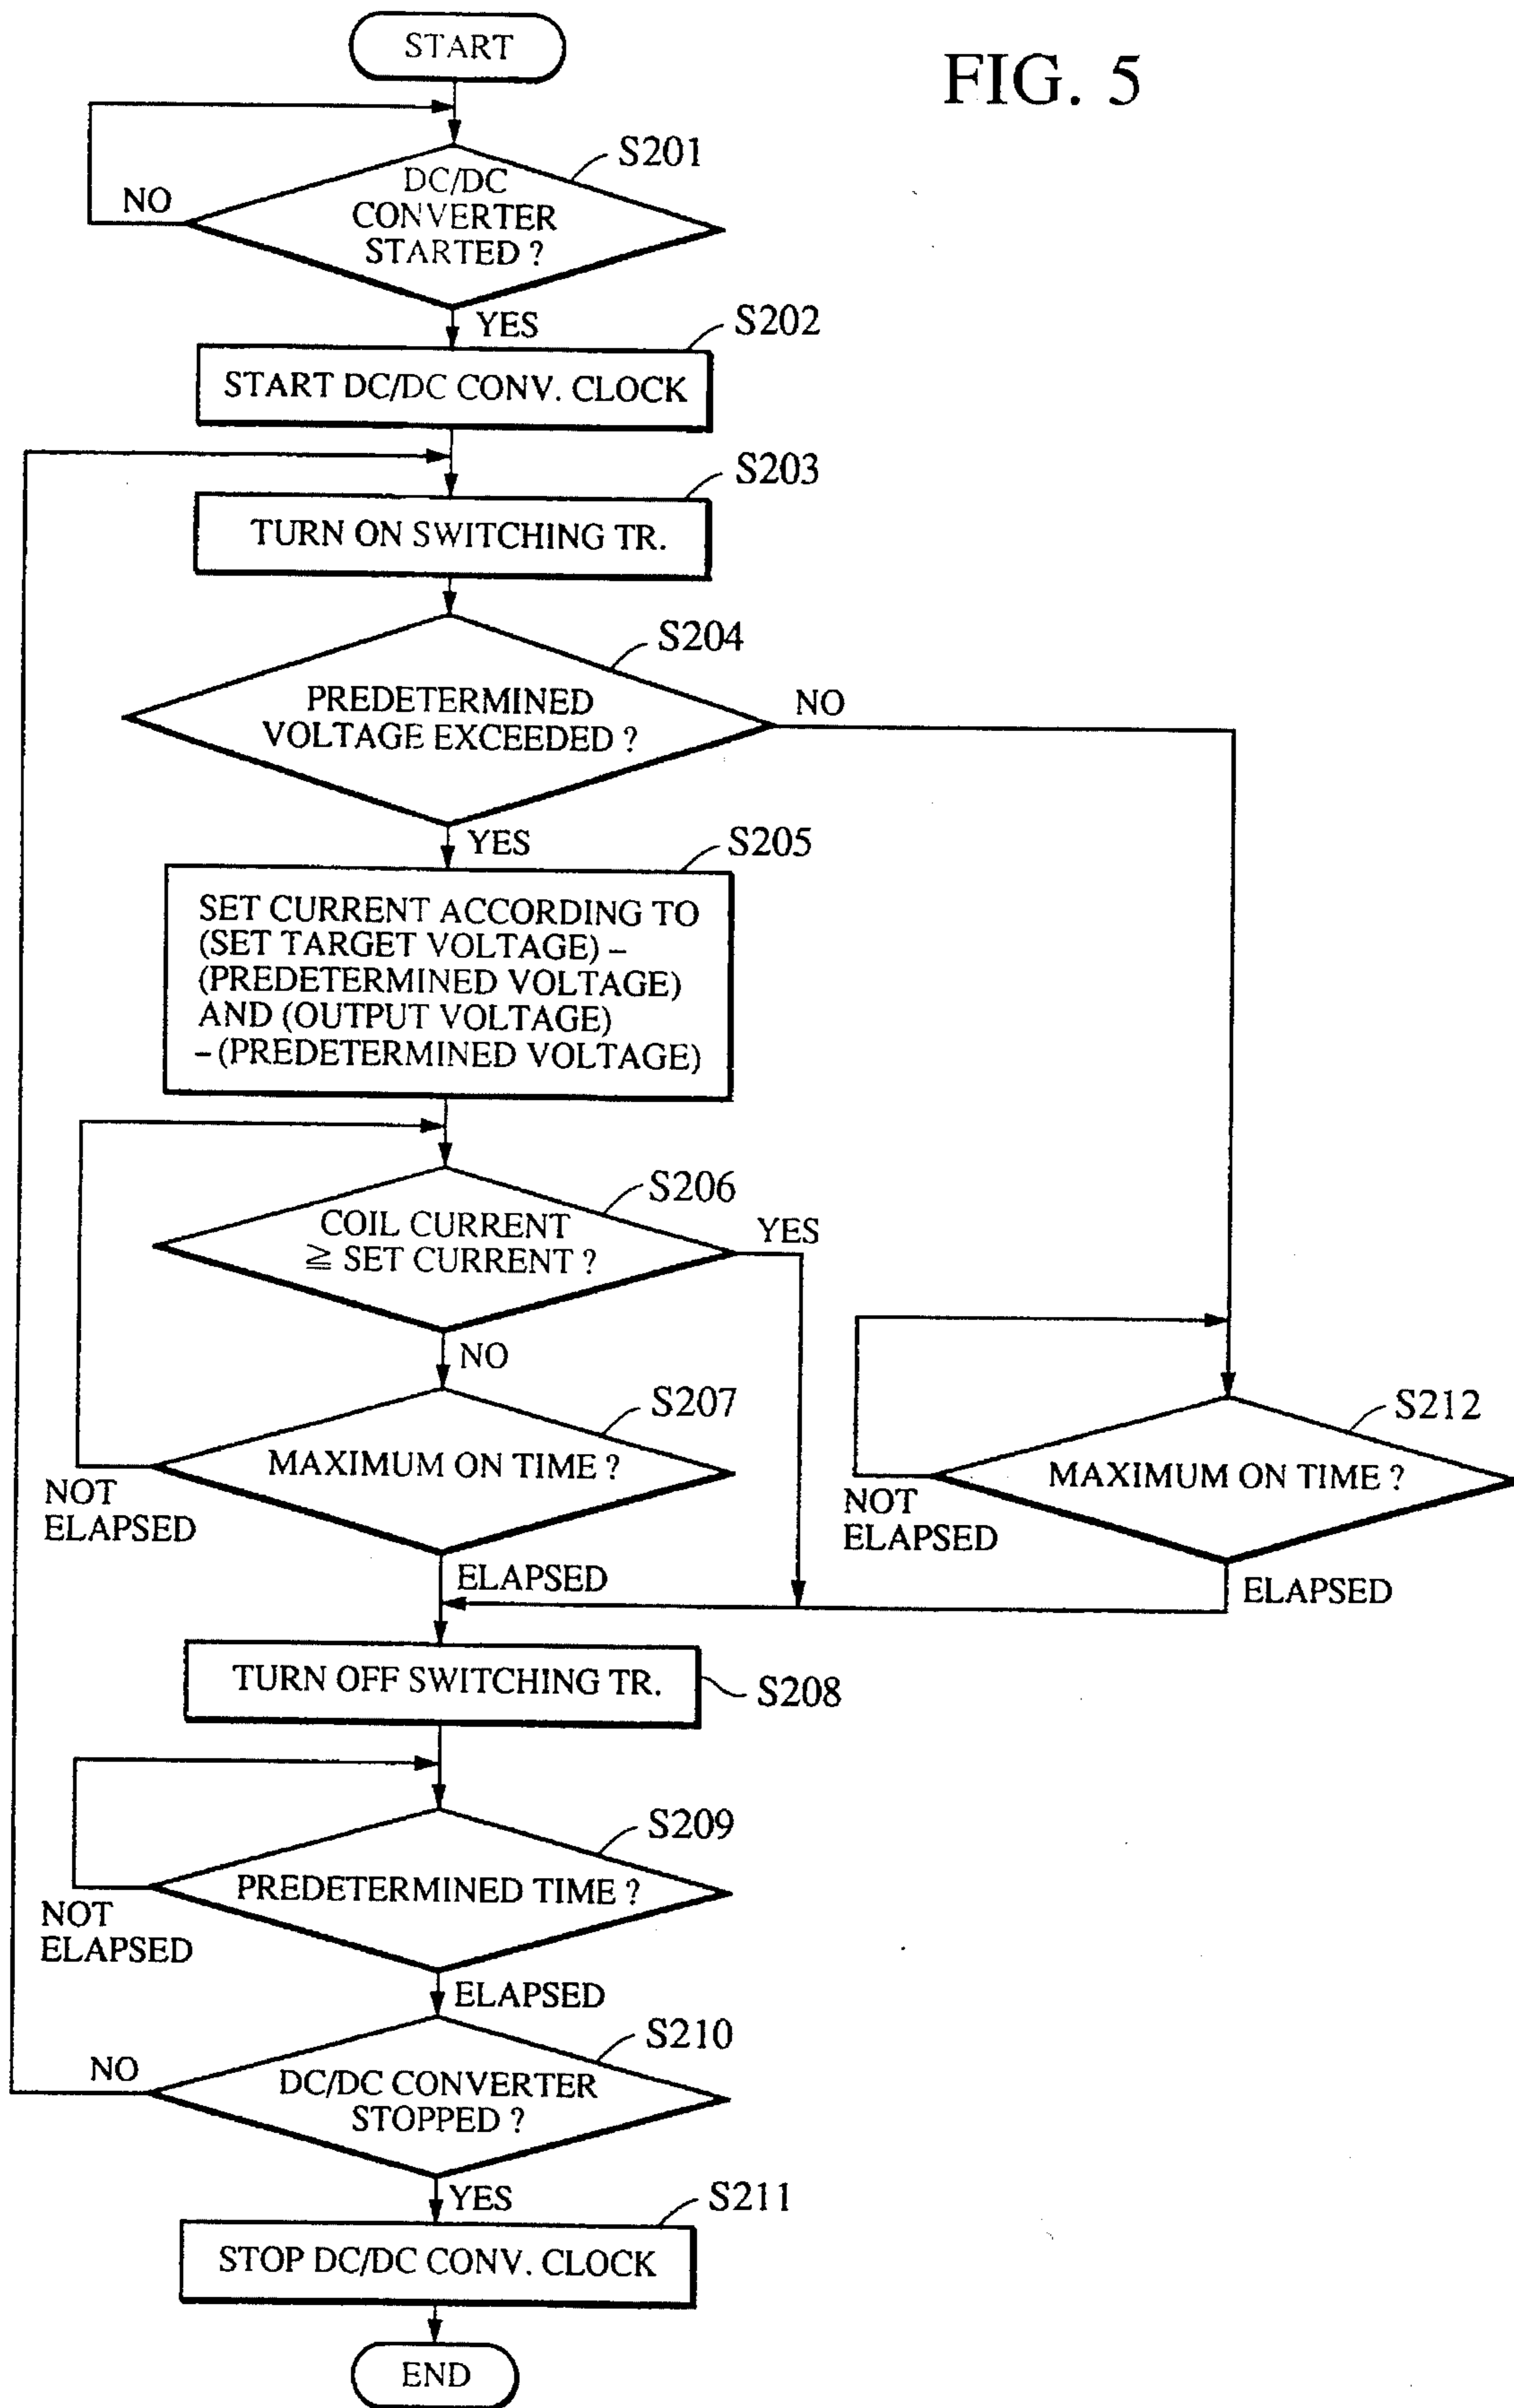 FIG. 5
START
S201
DC/DC
CONVERTER
STARTED ?
NO
YES
S202
START DC/DC CONV. CLOCK
S203
TURN ON SWITCHING TR.
S204
PREDETERMINED
VOLTAGE EXCEEDED ?
NO
YES
S205
SET CURRENT ACCORDING TO
(SET TARGET VOLTAGE) –
(PREDETERMINED VOLTAGE)
AND (OUTPUT VOLTAGE)
– (PREDETERMINED VOLTAGE)
S206
COIL CURRENT
≧ SET CURRENT ?
YES
NO
S207
MAXIMUM ON TIME ?
NOT
ELAPSED
ELAPSED
S212
MAXIMUM ON TIME ?
NOT
ELAPSED
ELAPSED
TURN OFF SWITCHING TR.
S208
S209
PREDETERMINED TIME ?
NOT
ELAPSED
ELAPSED
S210
NO
DC/DC CONVERTER
STOPPED ?
YES
S211
STOP DC/DC CONV. CLOCK
END